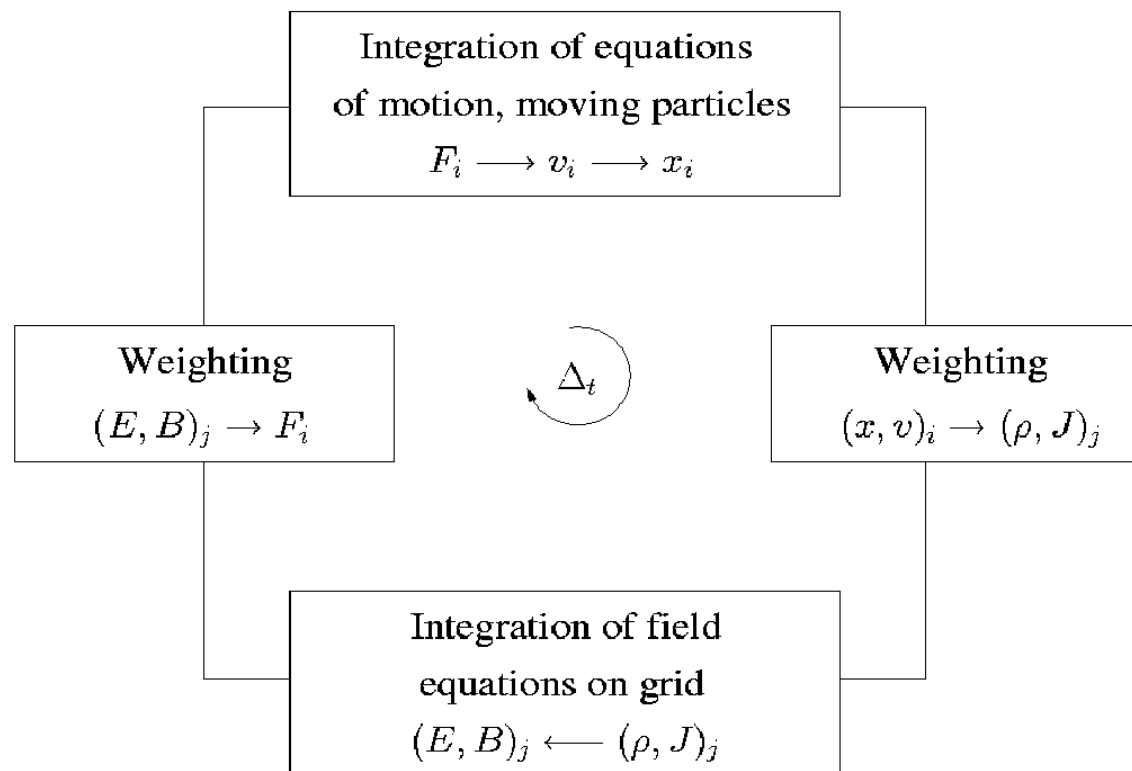 Integration of equations
of motion, moving particles
F_i ⟶ v_i ⟶ x_i
Weighting
(E, B)_j → F_i
Δ_t
Weighting
(x, v)_i → (ρ, J)_j
Integration of field
equations on grid
(E, B)_j ⟵ (ρ, J)_j